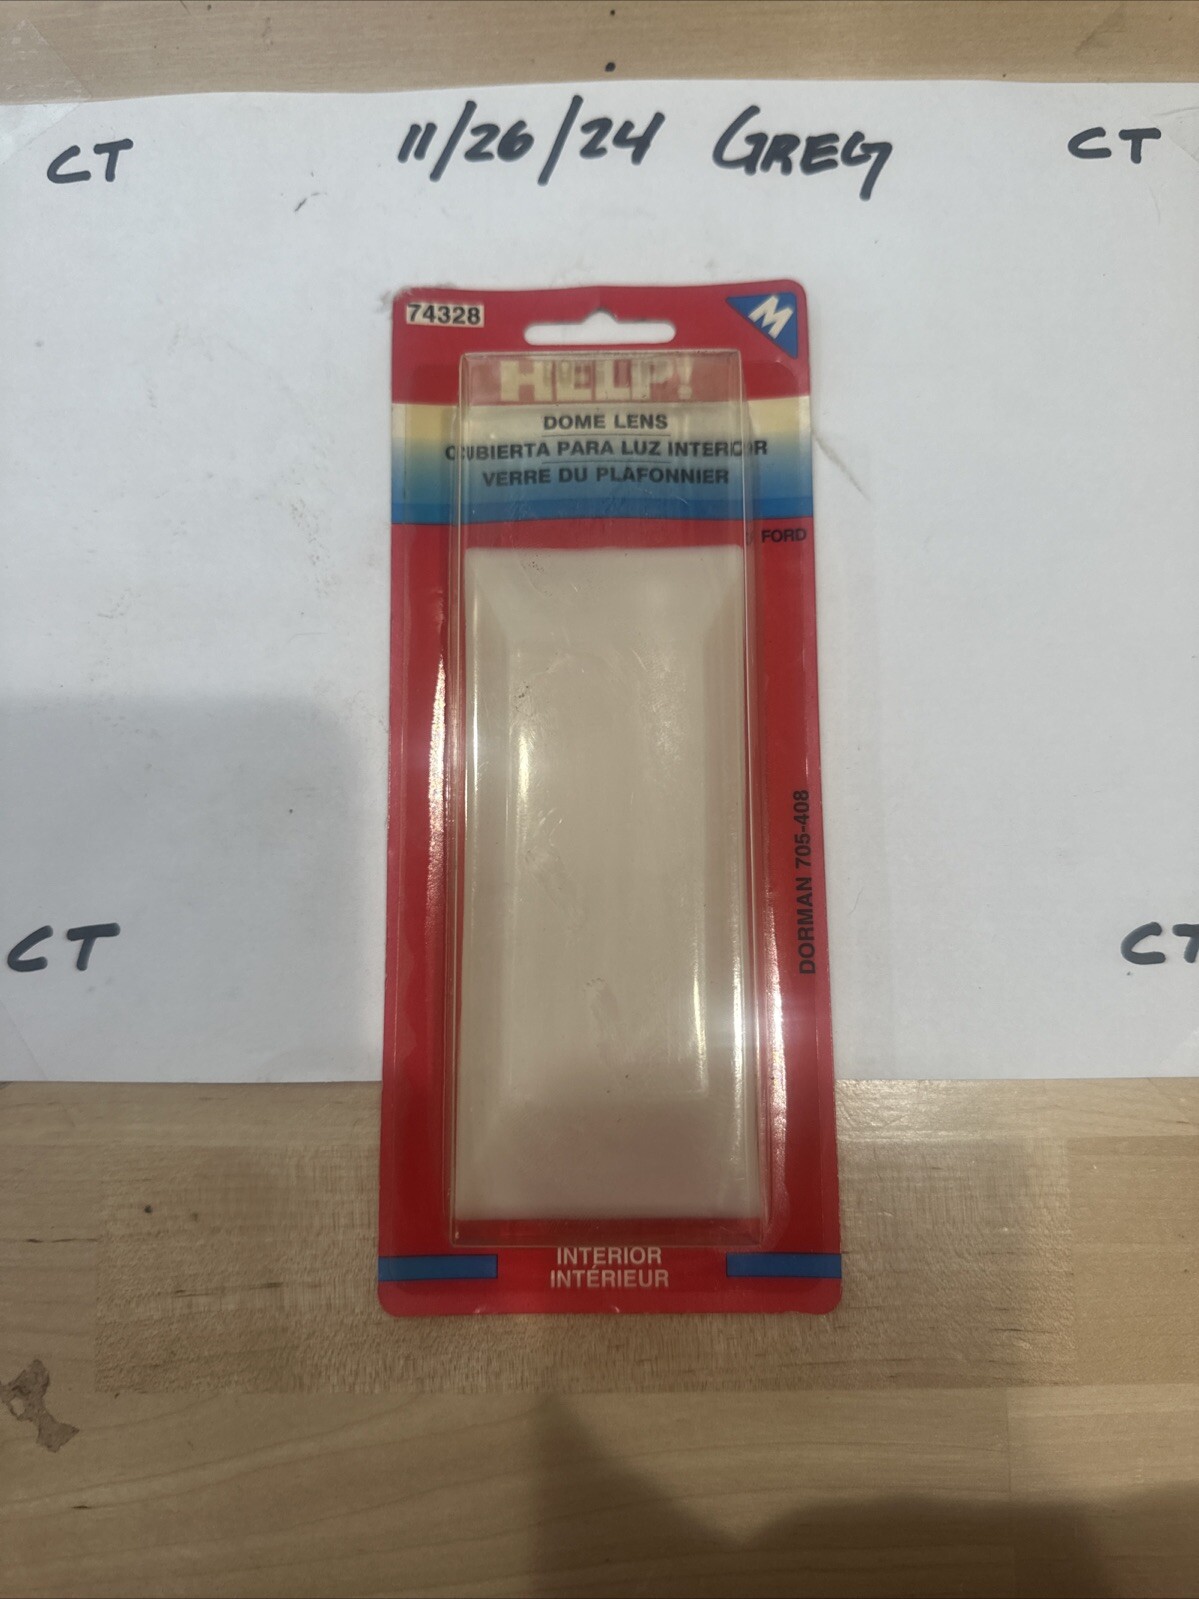 CT 11/26/24 GREG CT
74328
M
HELP!
DOME LENS
CUBIERTA PARA LUZ INTERIOR
VERRE DU PLAFONNIER
FORD
DORMAN 705-408
CT CT
INTERIOR
INTÉRIEUR